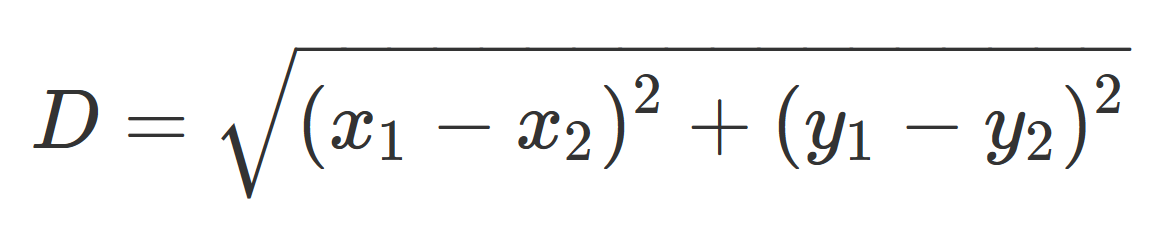 D = √((x₁ − x₂)² + (y₁ − y₂)²)